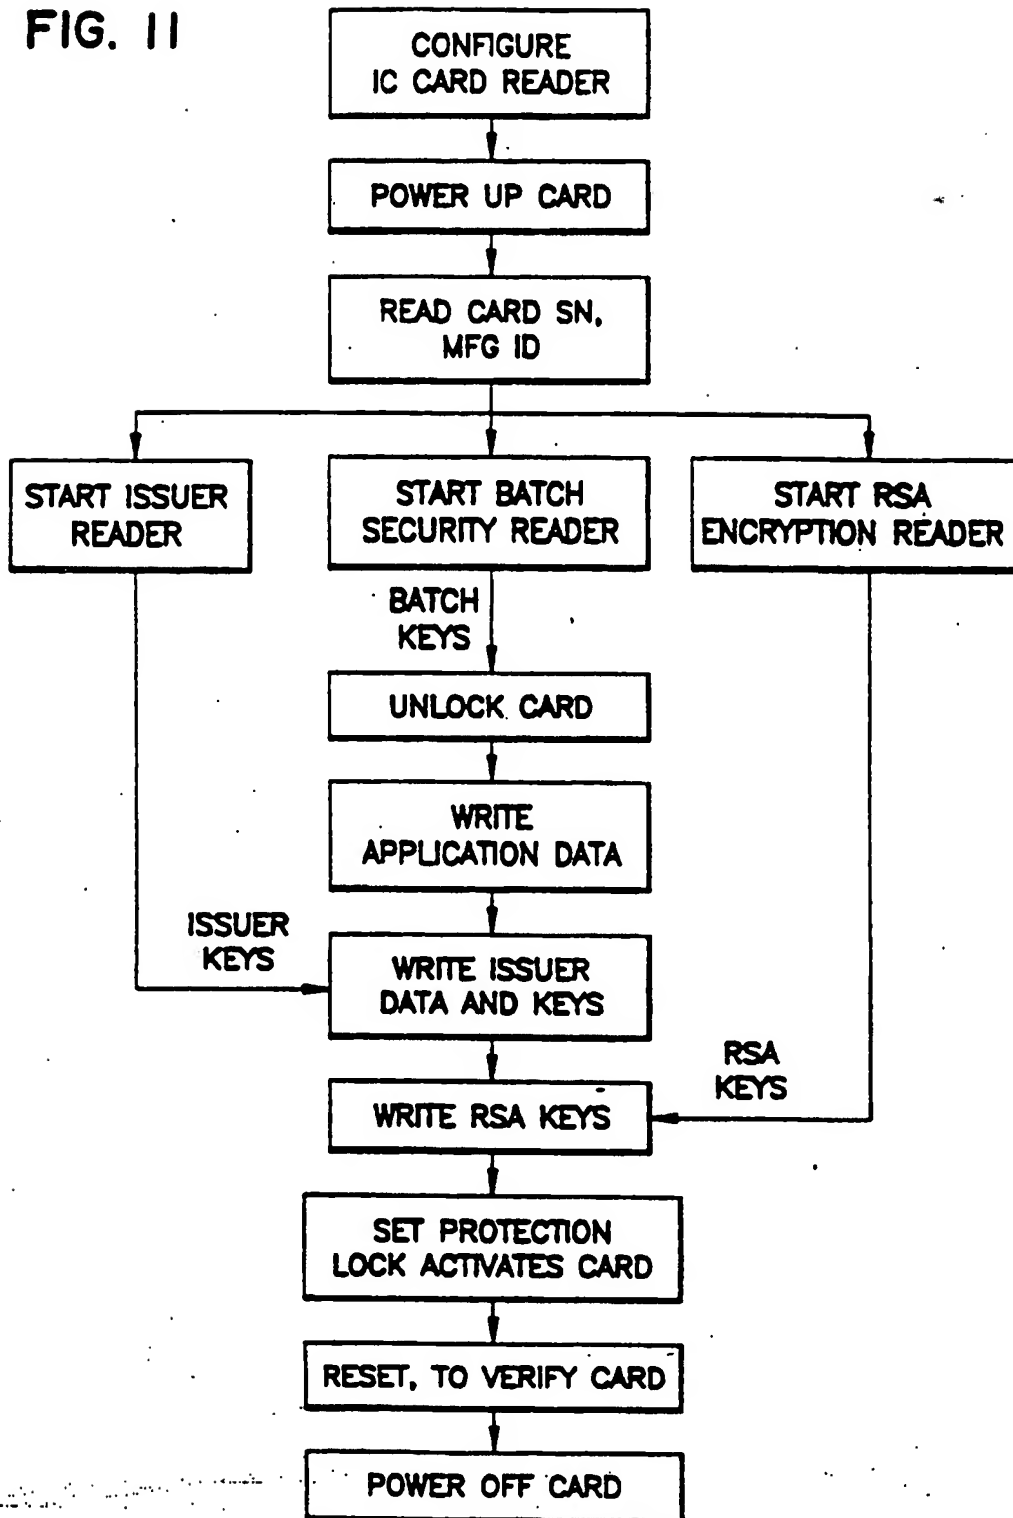 FIG. 11
CONFIGURE
IC CARD READER
POWER UP CARD
READ CARD SN,
MFG ID
START ISSUER
READER
START BATCH
SECURITY READER
START RSA
ENCRYPTION READER
BATCH
KEYS
UNLOCK CARD
WRITE
APPLICATION DATA
ISSUER
KEYS
WRITE ISSUER
DATA AND KEYS
RSA
KEYS
WRITE RSA KEYS
SET PROTECTION
LOCK ACTIVATES CARD
RESET, TO VERIFY CARD
POWER OFF CARD